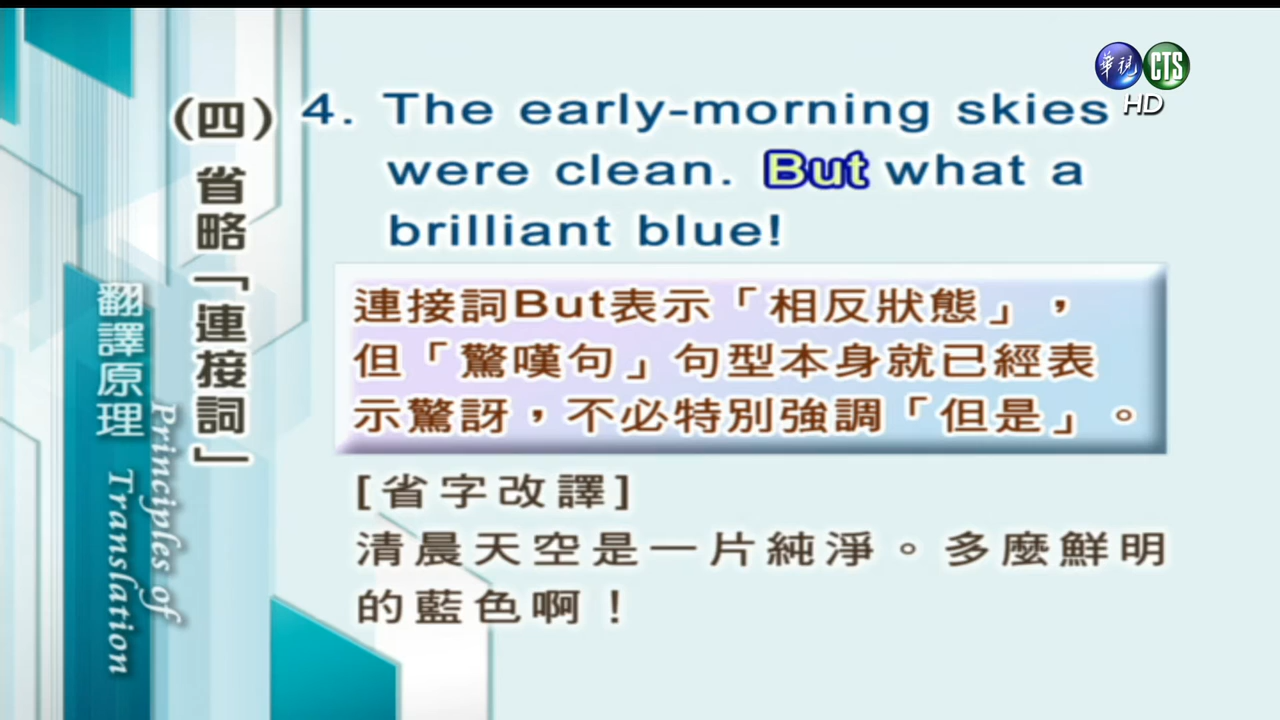 華視 CTS
HD
(四)省略「連接詞」
4. The early-morning skies
were clean. But what a
brilliant blue!
連接詞But表示「相反狀態」，
但「驚嘆句」句型本身就已經表
示驚訝，不必特別強調「但是」。
[省字改譯]
清晨天空是一片純淨。多麼鮮明
的藍色啊！
翻譯原理
Principles of
Translation